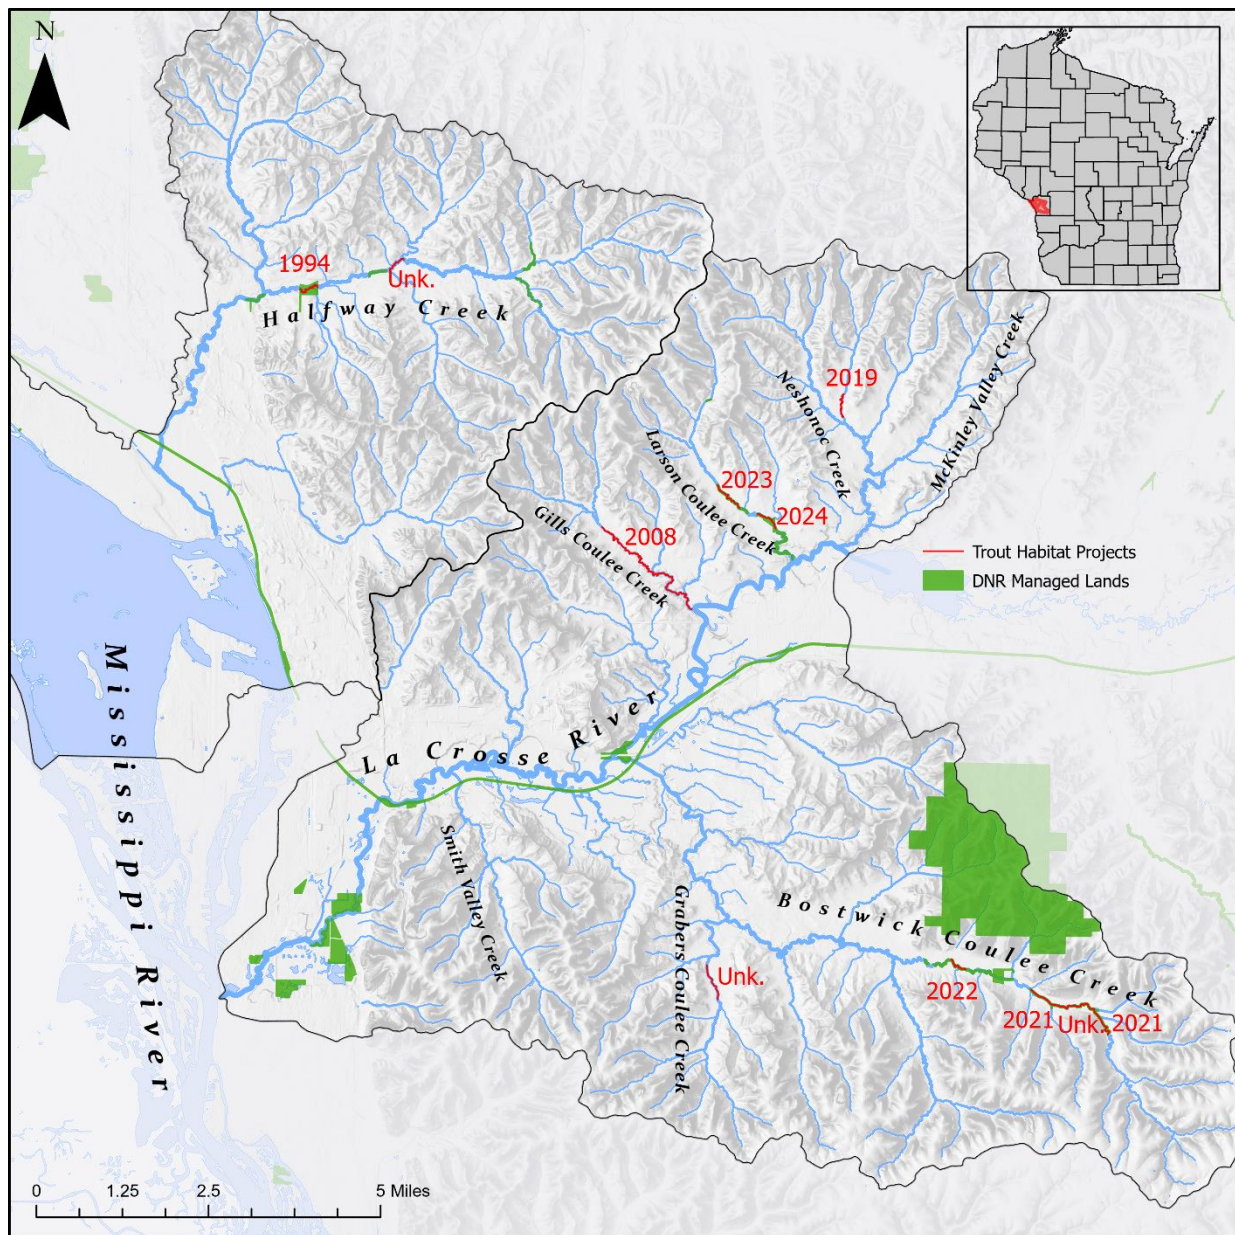 N
1994
Unk.
Halfway Creek
2019
Neshonoc Creek
McKinley Valley Creek
Larson Coulee Creek
2023
2024
Gills Coulee Creek
2008
Trout Habitat Projects
DNR Managed Lands
Mississippi River
La Crosse River
Smith Valley Creek
Grabers Coulee Creek
Unk.
Bostwick Coulee Creek
2022
2021
Unk.
2021
0 1.25 2.5 5 Miles